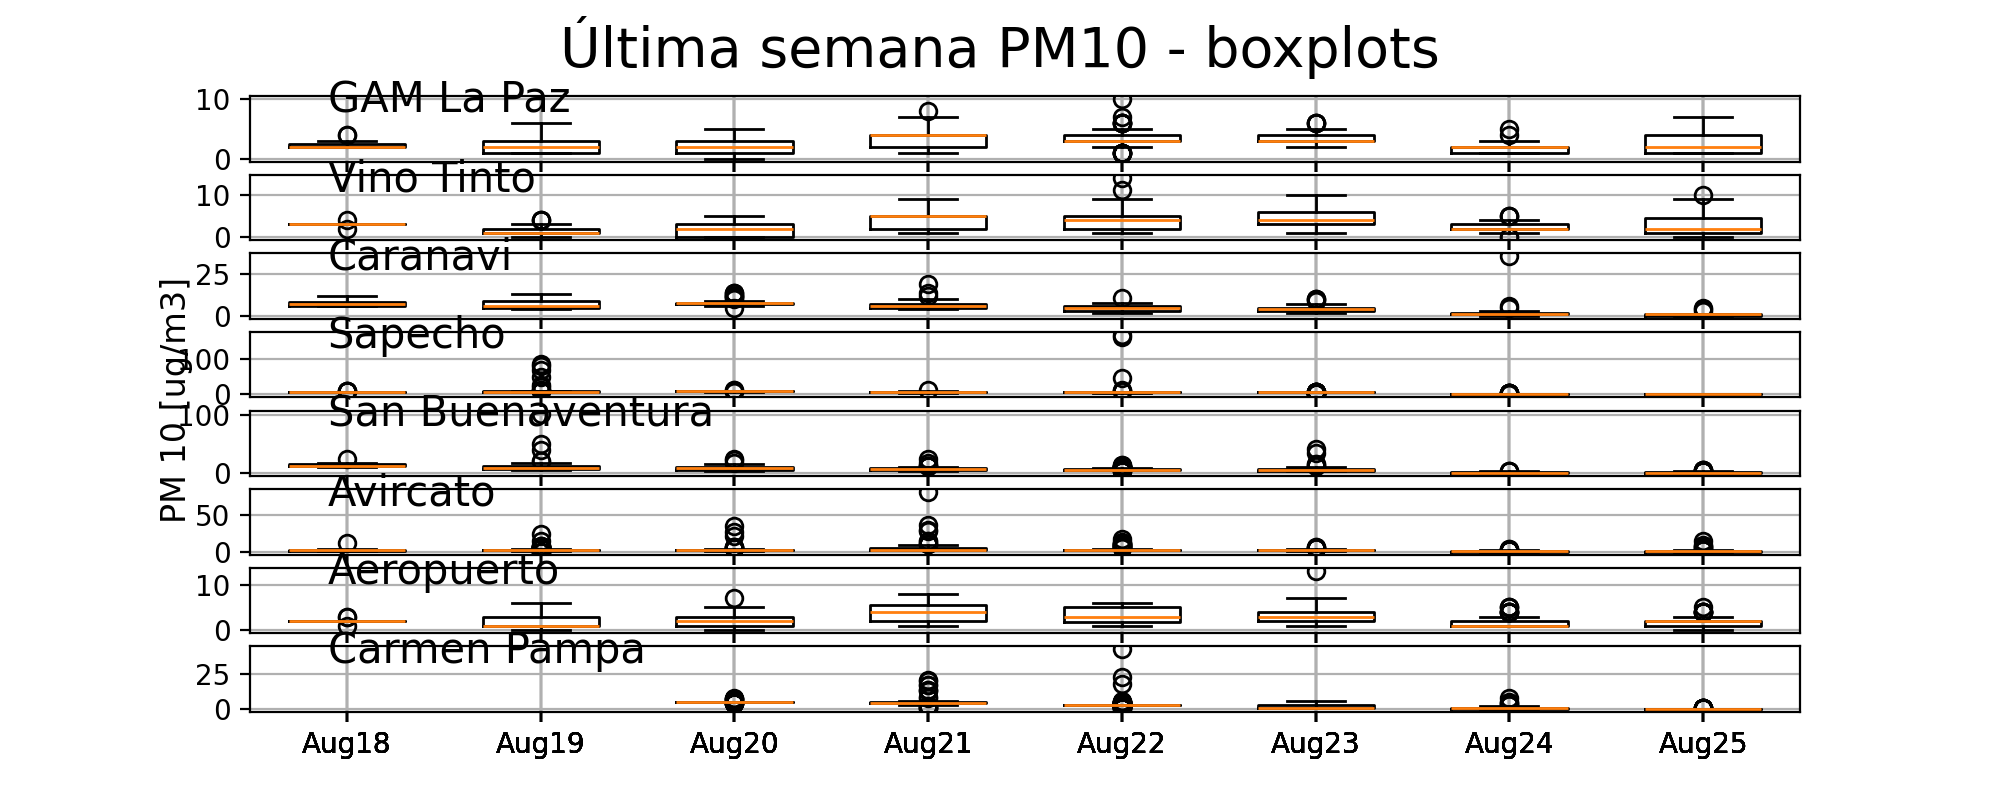 Última semana PM10 - boxplots
GAM La Paz
10
0
Vino Tinto
10
0
Caranavi
25
0
Sapecho
100
0
San Buenaventura
100
0
Avircato
50
0
Aeropuerto
10
0
Carmen Pampa
25
0
PM 10 [ug/m3]
Aug18 Aug19 Aug20 Aug21 Aug22 Aug23 Aug24 Aug25